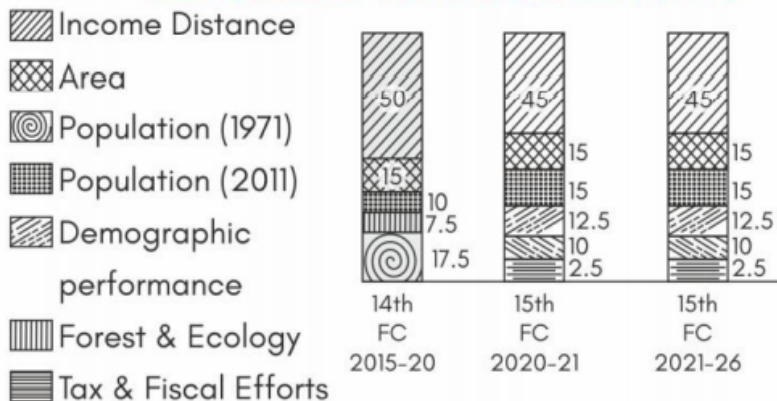 Income Distance
Area
Population (1971)
Population (2011)
Demographic
performance
Forest & Ecology
Tax & Fiscal Efforts
50
15
10
7.5
17.5
14th
FC
2015-20
45
15
15
12.5
10
2.5
15th
FC
2020-21
45
15
15
12.5
10
2.5
15th
FC
2021-26